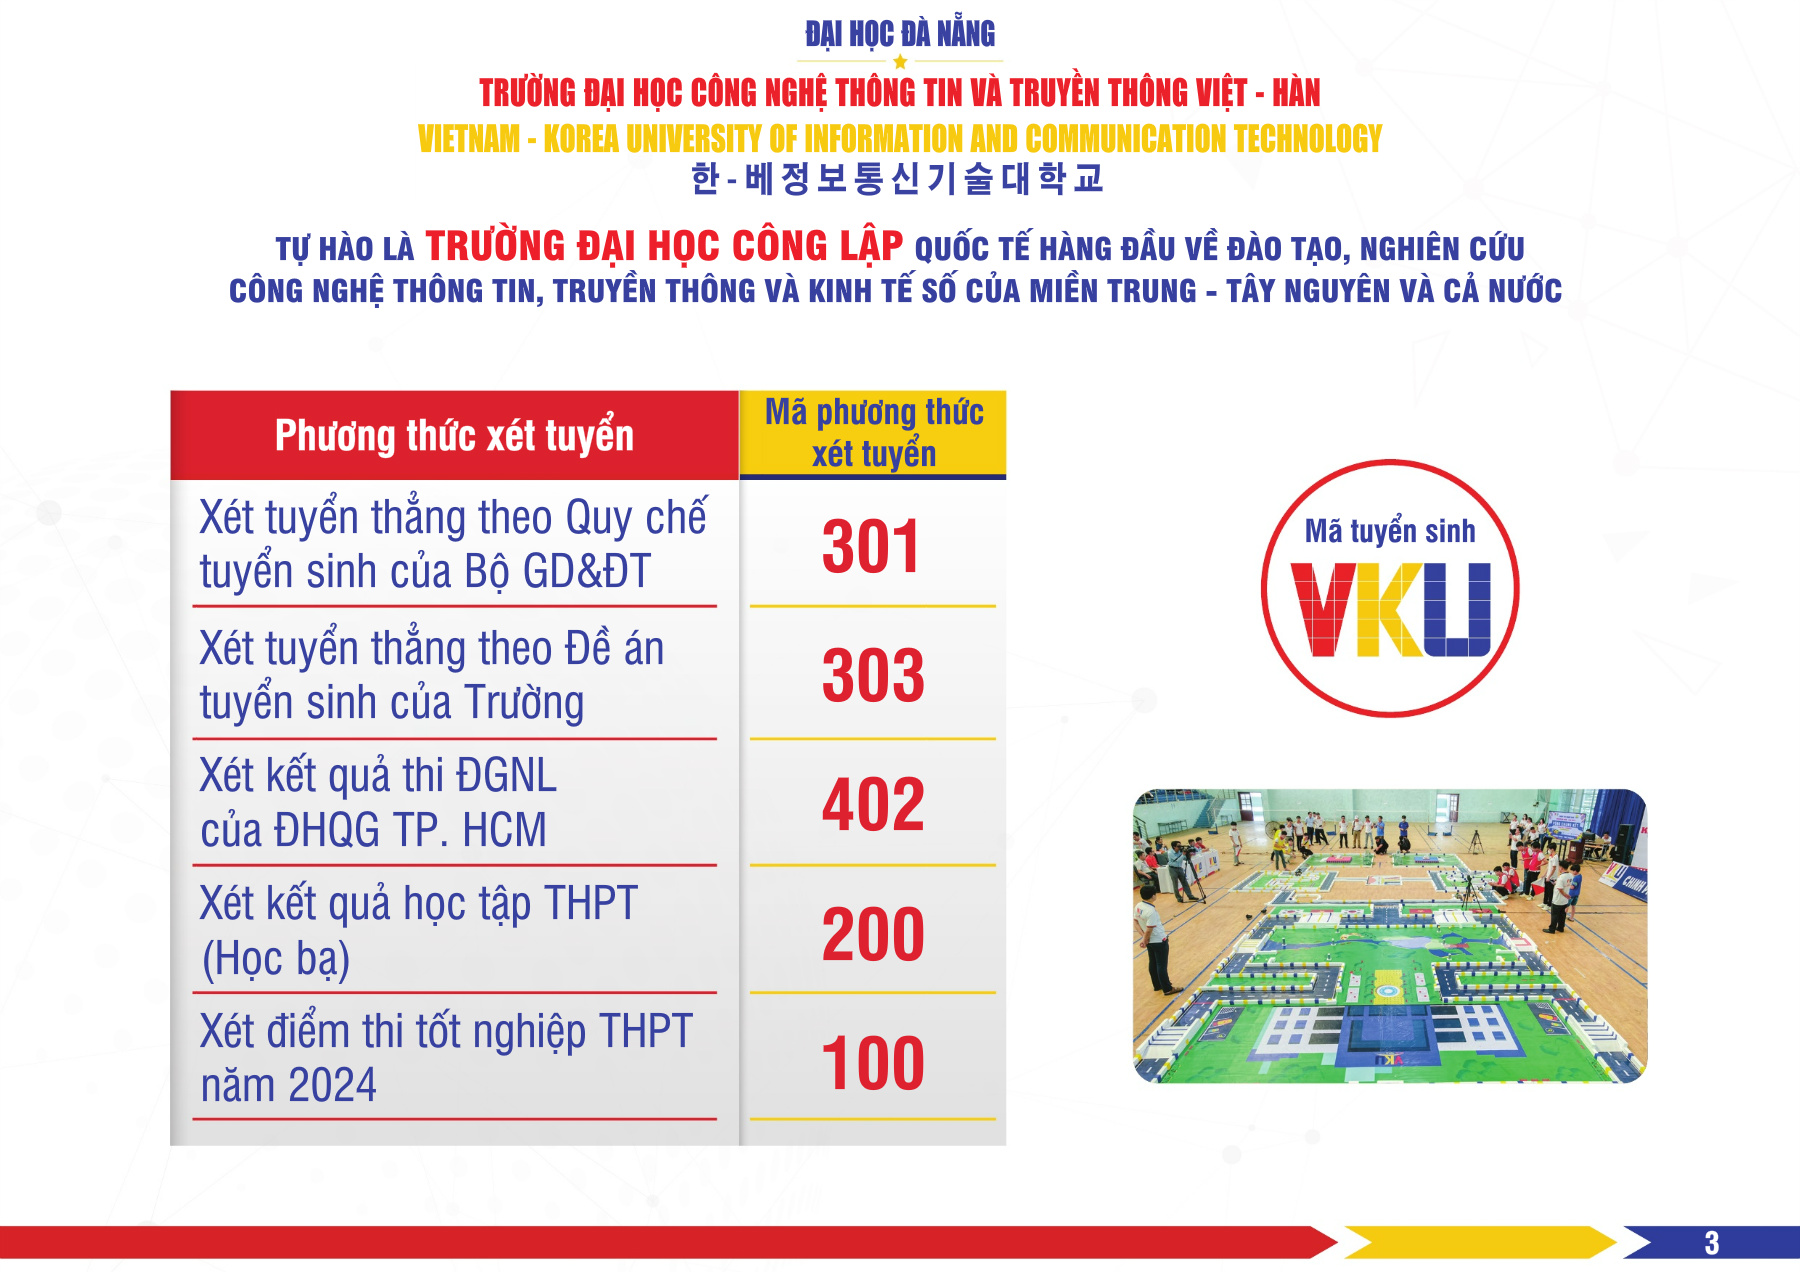 ĐẠI HỌC ĐÀ NẴNG
TRƯỜNG ĐẠI HỌC CÔNG NGHỆ THÔNG TIN VÀ TRUYỀN THÔNG VIỆT - HÀN
VIETNAM - KOREA UNIVERSITY OF INFORMATION AND COMMUNICATION TECHNOLOGY
한-베정보통신기술대학교
TỰ HÀO LÀ TRƯỜNG ĐẠI HỌC CÔNG LẬP QUỐC TẾ HÀNG ĐẦU VỀ ĐÀO TẠO, NGHIÊN CỨU
CÔNG NGHỆ THÔNG TIN, TRUYỀN THÔNG VÀ KINH TẾ SỐ CỦA MIỀN TRUNG - TÂY NGUYÊN VÀ CẢ NƯỚC
Phương thức xét tuyển
Mã phương thức
xét tuyển
Xét tuyển thẳng theo Quy chế
tuyển sinh của Bộ GD&ĐT
301
Xét tuyển thẳng theo Đề án
tuyển sinh của Trường
303
Xét kết quả thi ĐGNL
của ĐHQG TP. HCM
402
Xét kết quả học tập THPT
(Học bạ)
200
Xét điểm thi tốt nghiệp THPT
năm 2024
100
Mã tuyển sinh
VKU
3